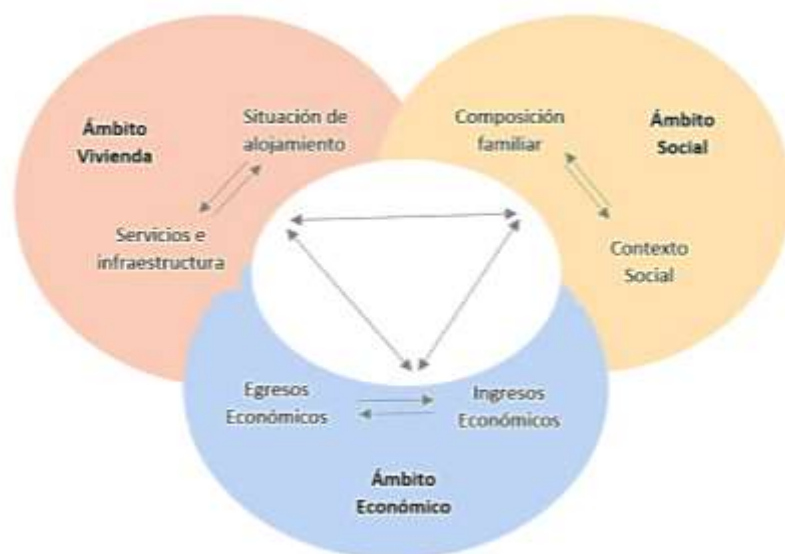 Ámbito
Vivienda
Situación de
alojamiento
Servicios e
infraestructura
Composición
familiar
Ámbito
Social
Contexto
Social
Egresos
Económicos
Ingresos
Económicos
Ámbito
Económico